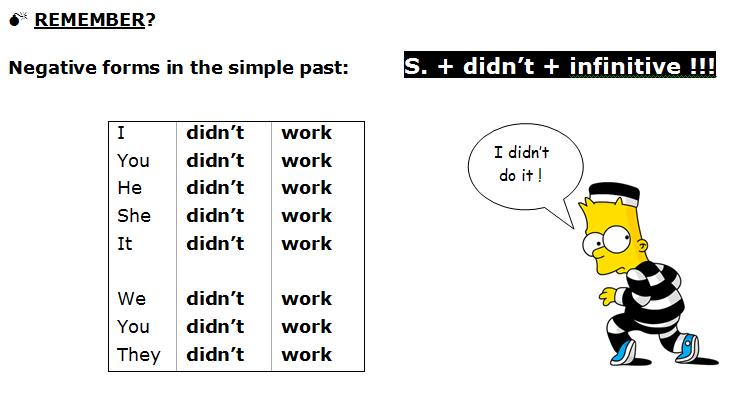 💣 REMEMBER?
Negative forms in the simple past:
S. + didn’t + infinitive !!!
I didn’t work
You didn’t work
He didn’t work
She didn’t work
It didn’t work
We didn’t work
You didn’t work
They didn’t work
I didn’t
do it !